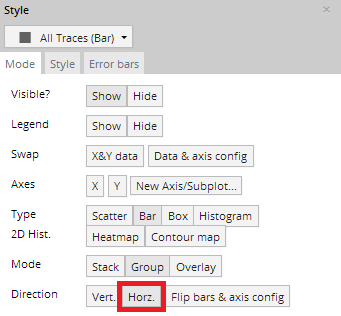 Style ×
All Traces (Bar)
Mode Style Error bars
Visible? Show Hide
Legend Show Hide
Swap X&Y data Data & axis config
Axes X Y New Axis/Subplot...
Type Scatter Bar Box Histogram
2D Hist. Heatmap Contour map
Mode Stack Group Overlay
Direction Vert. Horz. Flip bars & axis config